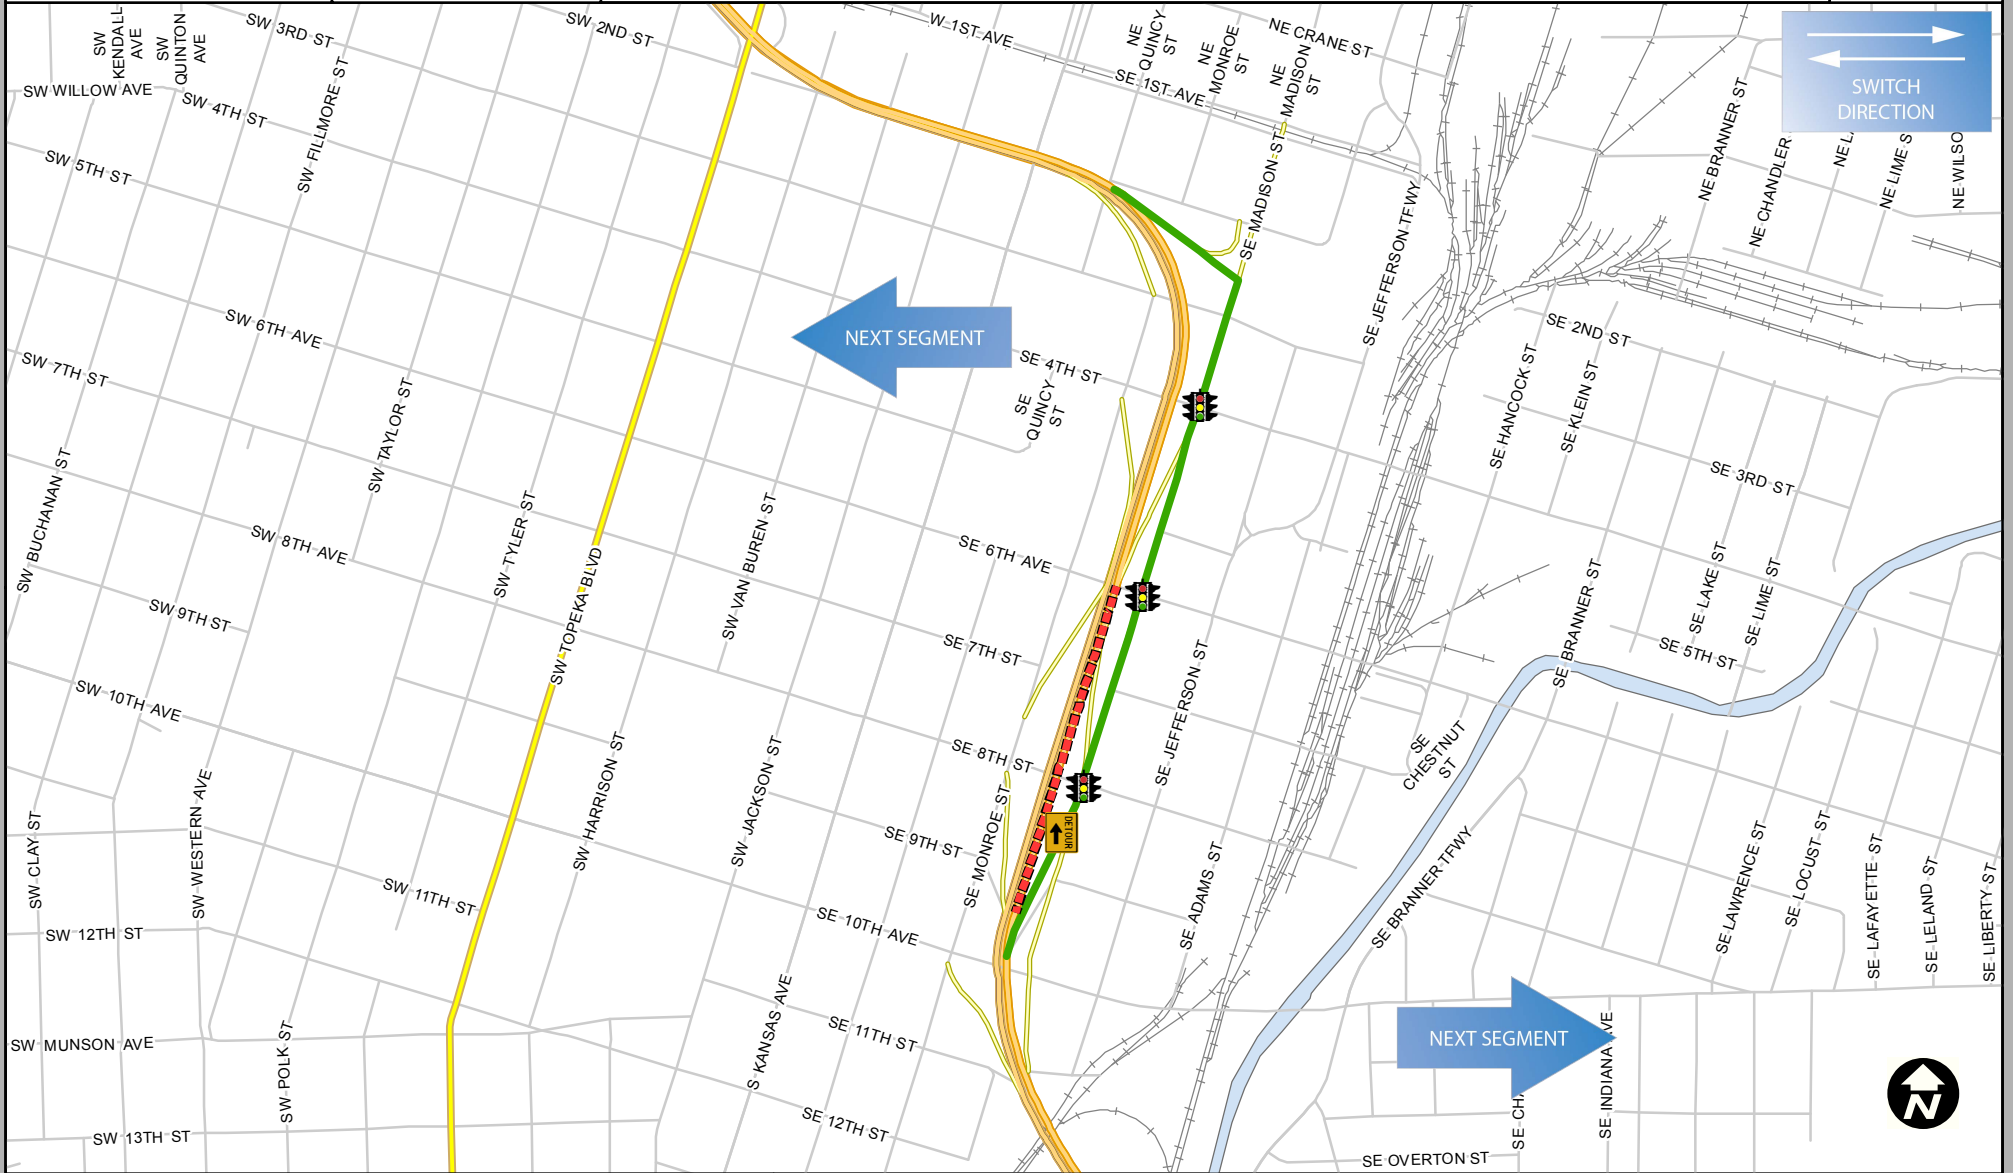 SW
KENDALL
AVE
SW
QUINTON
AVE
SW 3RD ST
SW 2ND ST
W 1ST AVE
NE
QUINCY
ST
NE
MONROE
ST
NE
MADISON
ST
NE CRANE ST
SWITCH
DIRECTION
SW WILLOW AVE
SW 4TH ST
SW FILLMORE ST
SE 1ST AVE
NE BRANNER ST
NE CHANDLER
NE L
NE LIME S
NE WILSO
SW 5TH ST
SE MADISON ST
SE JEFFERSON TFWY
SW 6TH AVE
NEXT SEGMENT
SE 4TH ST
SE
QUINCY
ST
SE 2ND ST
SE HANCOCK ST
SE KLEIN ST
SW 7TH ST
SW TAYLOR ST
SE 3RD ST
SW BUCHANAN ST
SW 8TH AVE
SW TYLER ST
SW TOPEKA BLVD
SW VAN BUREN ST
SE 6TH AVE
SE BRANNER ST
SE LAKE ST
SE LIME ST
SW 9TH ST
SE 7TH ST
SE JEFFERSON ST
SE 5TH ST
SW 10TH AVE
SE 8TH ST
SE
CHESTNUT
ST
SW CLAY ST
SW WESTERN AVE
SW HARRISON ST
SW JACKSON ST
SE 9TH ST
SE MONROE ST
DETOUR
SE ADAMS ST
SE BRANNER TFWY
SE LAWRENCE ST
SE LOCUST ST
SE LAFAYETTE ST
SE LELAND ST
SE LIBERTY ST
SW 11TH ST
SE 10TH AVE
SW 12TH ST
SW MUNSON AVE
SW POLK ST
S KANSAS AVE
SE 11TH ST
NEXT SEGMENT
SE CH
SE INDIANA AVE
N
SW 13TH ST
SE 12TH ST
SE OVERTON ST